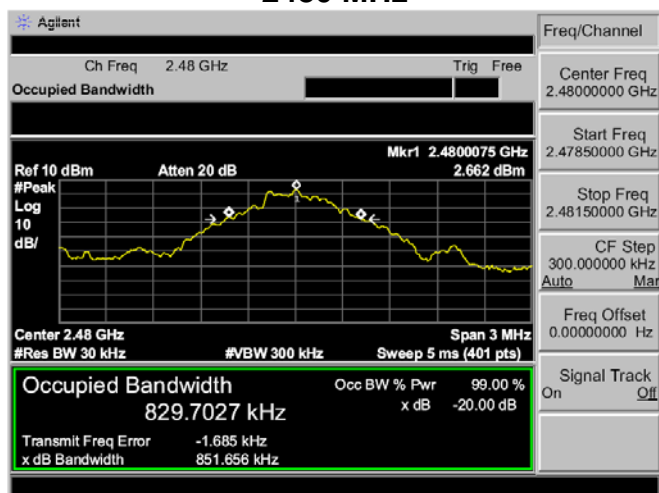 2480 MHz
Agilent
Freq/Channel
Ch Freq 2.48 GHz Trig Free
Occupied Bandwidth
Center Freq
2.48000000 GHz
Start Freq
2.47850000 GHz
Stop Freq
2.48150000 GHz
CF Step
300.000000 kHz
Auto Man
Freq Offset
0.00000000 Hz
Signal Track
On Off
Mkr1 2.4800075 GHz
Ref 10 dBm Atten 20 dB 2.662 dBm
#Peak
Log
10
dB/
1
Center 2.48 GHz Span 3 MHz
#Res BW 30 kHz #VBW 300 kHz Sweep 5 ms (401 pts)
Occupied Bandwidth Occ BW % Pwr 99.00 %
829.7027 kHz x dB -20.00 dB
Transmit Freq Error -1.685 kHz
x dB Bandwidth 851.656 kHz